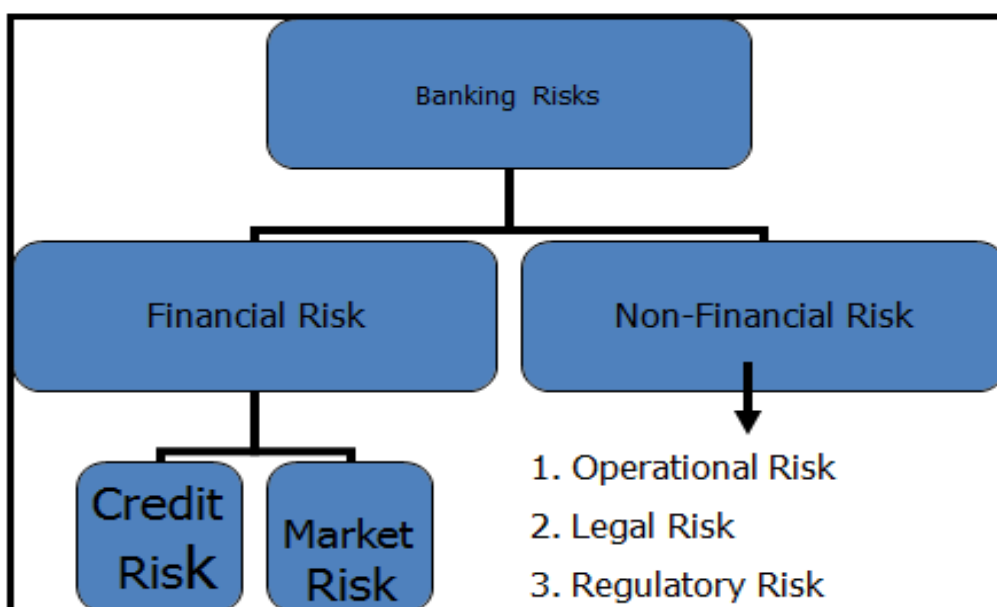 Banking Risks
Financial Risk
Non-Financial Risk
Credit
Risk
Market
Risk
1. Operational Risk
2. Legal Risk
3. Regulatory Risk